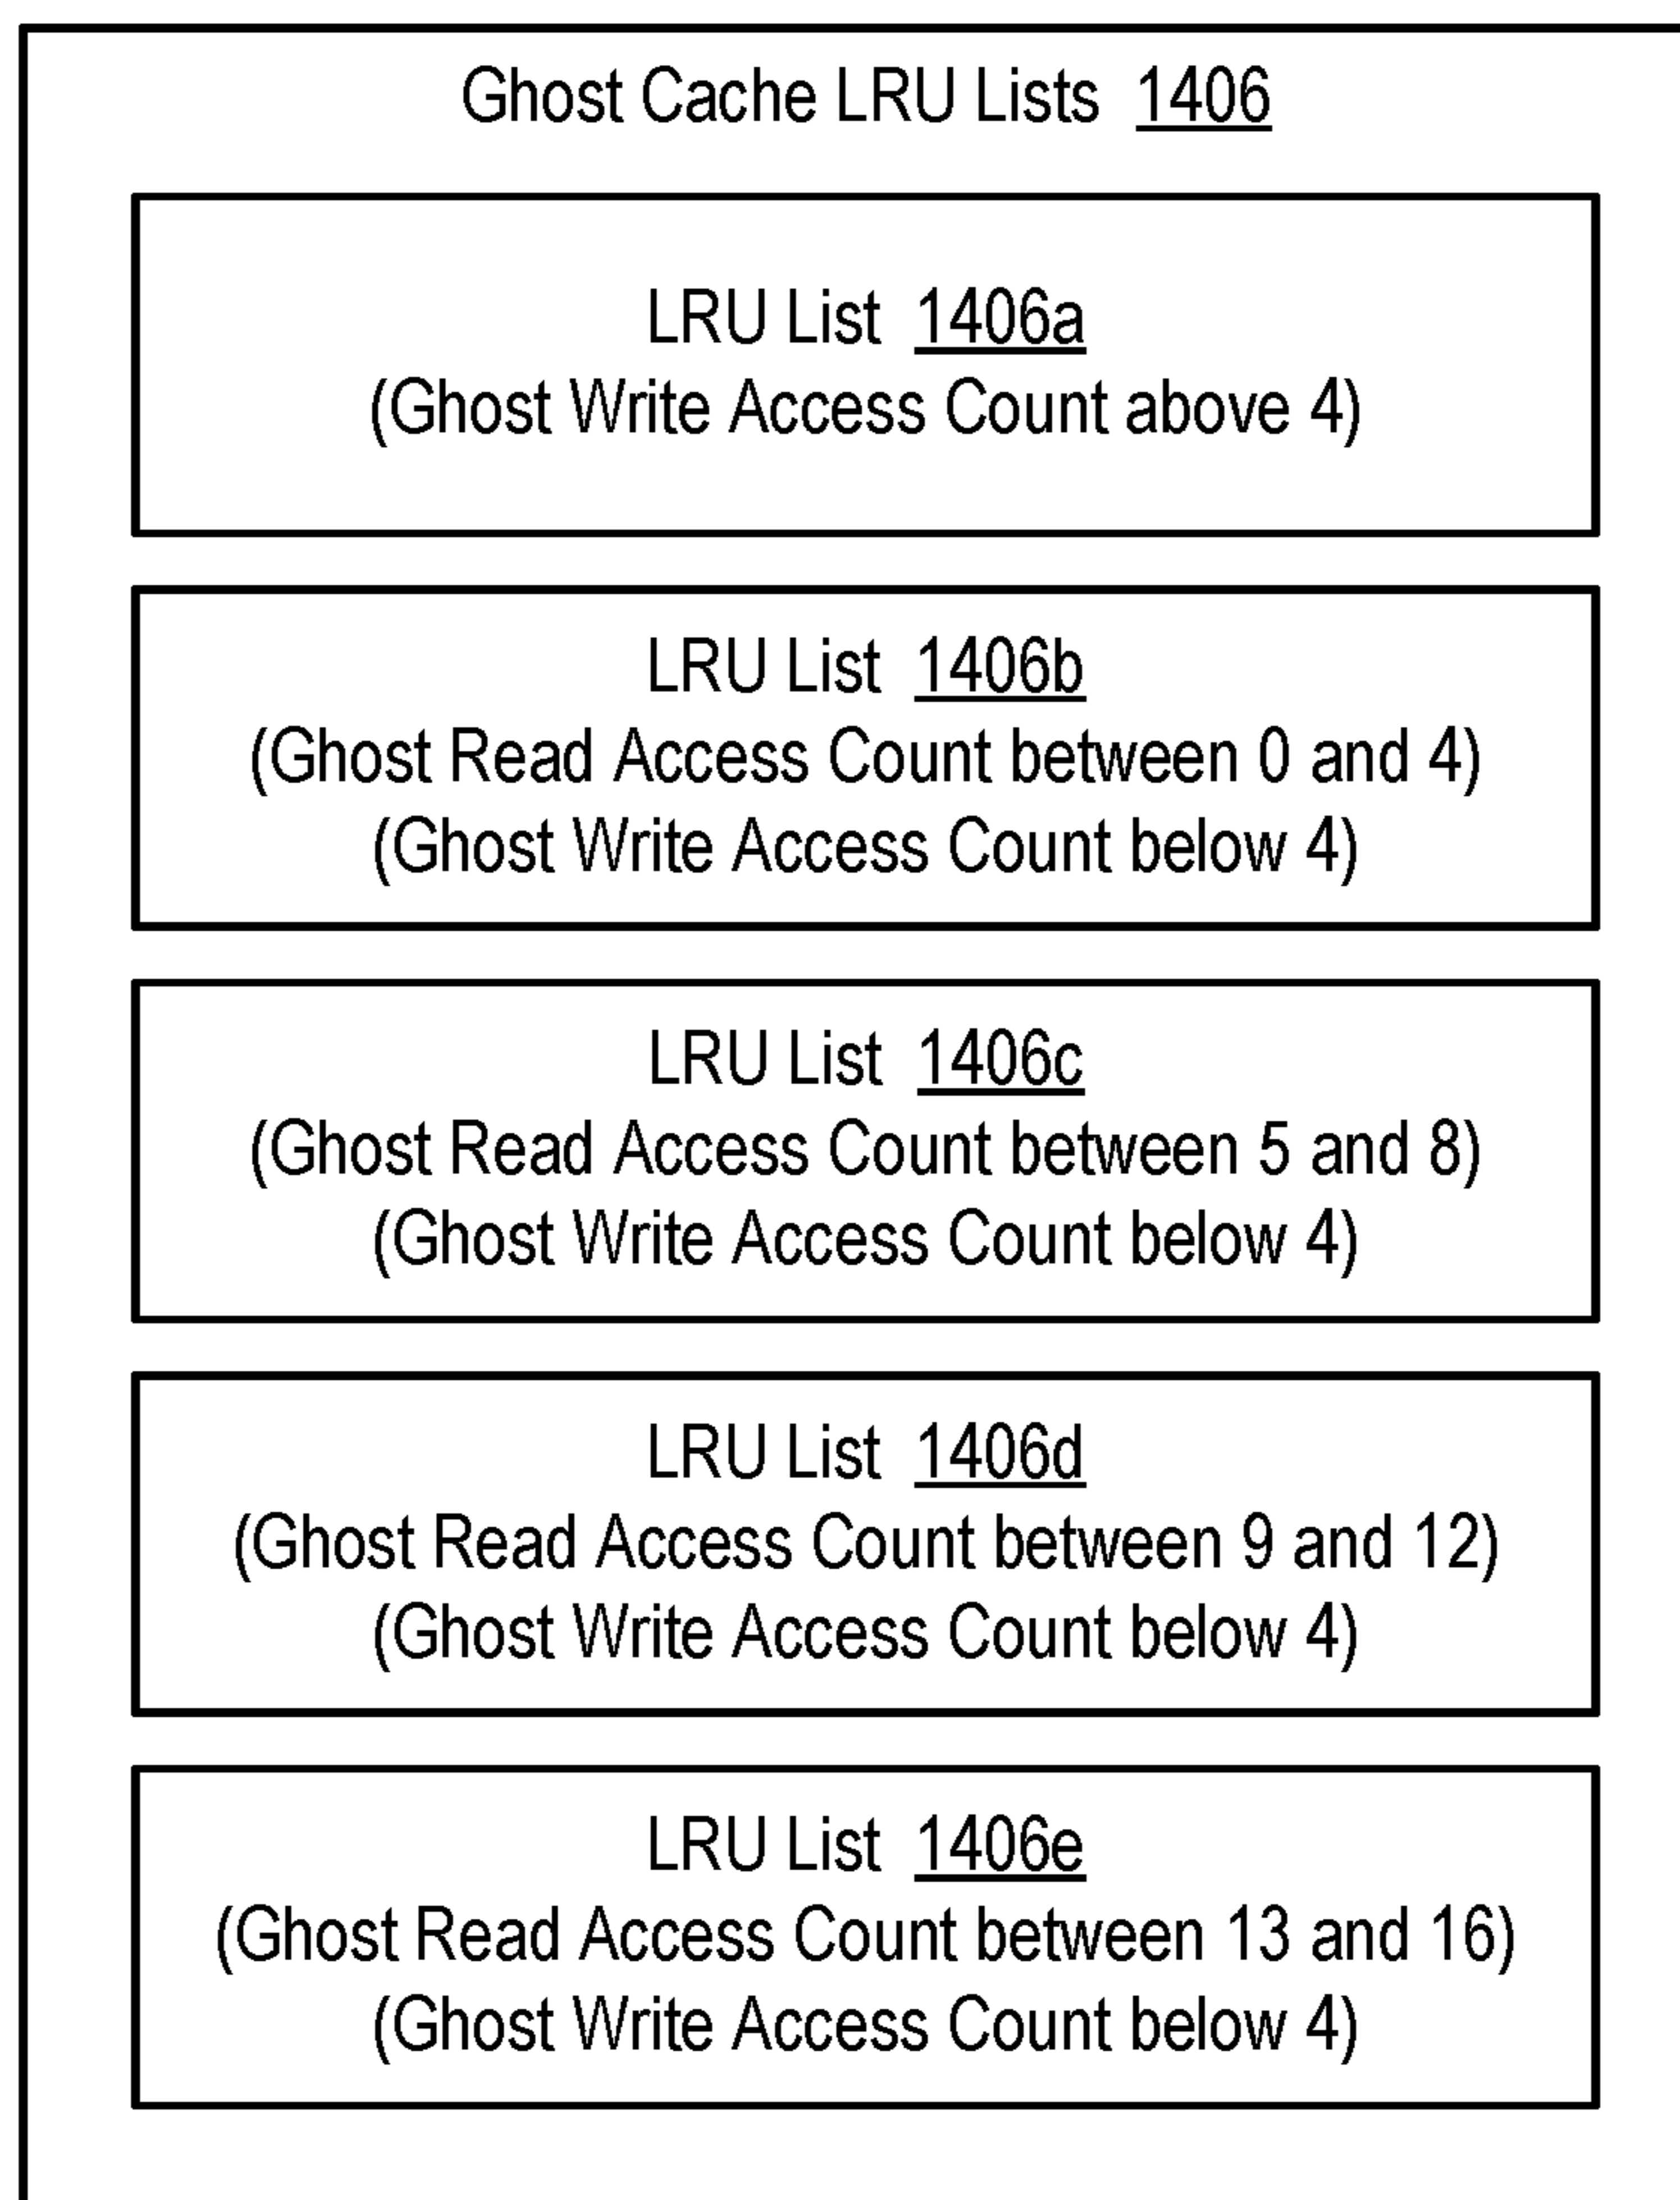 Ghost Cache LRU Lists 1406
LRU List 1406a
(Ghost Write Access Count above 4)
LRU List 1406b
(Ghost Read Access Count between 0 and 4)
(Ghost Write Access Count below 4)
LRU List 1406c
(Ghost Read Access Count between 5 and 8)
(Ghost Write Access Count below 4)
LRU List 1406d
(Ghost Read Access Count between 9 and 12)
(Ghost Write Access Count below 4)
LRU List 1406e
(Ghost Read Access Count between 13 and 16)
(Ghost Write Access Count below 4)